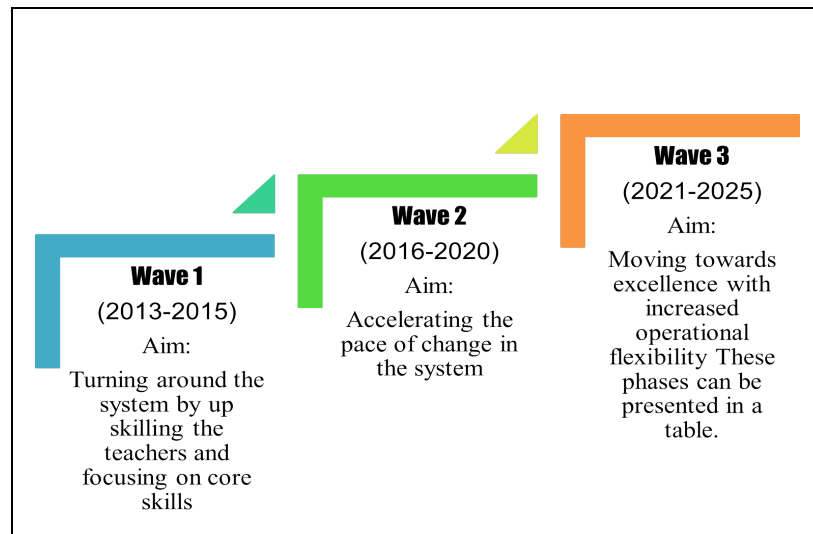 Wave 1
(2013-2015)
Aim:
Turning around the
system by up
skilling the
teachers and
focusing on core
skills
Wave 2
(2016-2020)
Aim:
Accelerating the
pace of change in
the system
Wave 3
(2021-2025)
Aim:
Moving towards
excellence with
increased
operational
flexibility These
phases can be
presented in a
table.